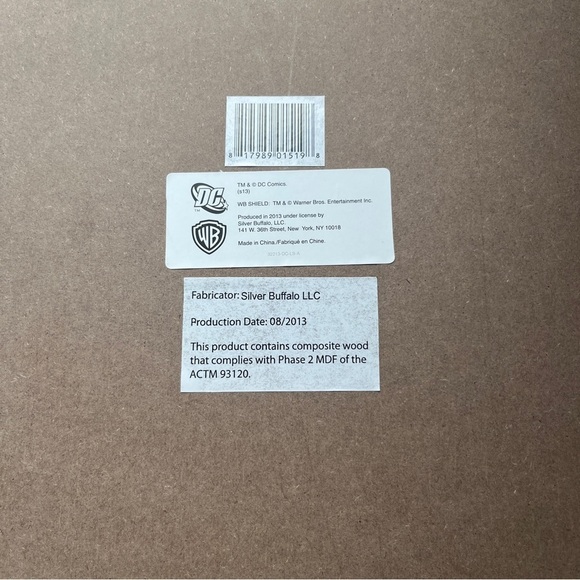 8 17989 01519 8
DC
TM
TM & © DC Comics.
(s13)
WB SHIELD: TM & © Warner Bros. Entertainment Inc.
WB
Produced in 2013 under license by
Silver Buffalo, LLC.
141 W. 36th Street, New York, NY 10018
Made in China./Fabriqué en Chine.
Fabricator: Silver Buffalo LLC
Production Date: 08/2013
This product contains composite wood
that complies with Phase 2 MDF of the
ACTM 93120.